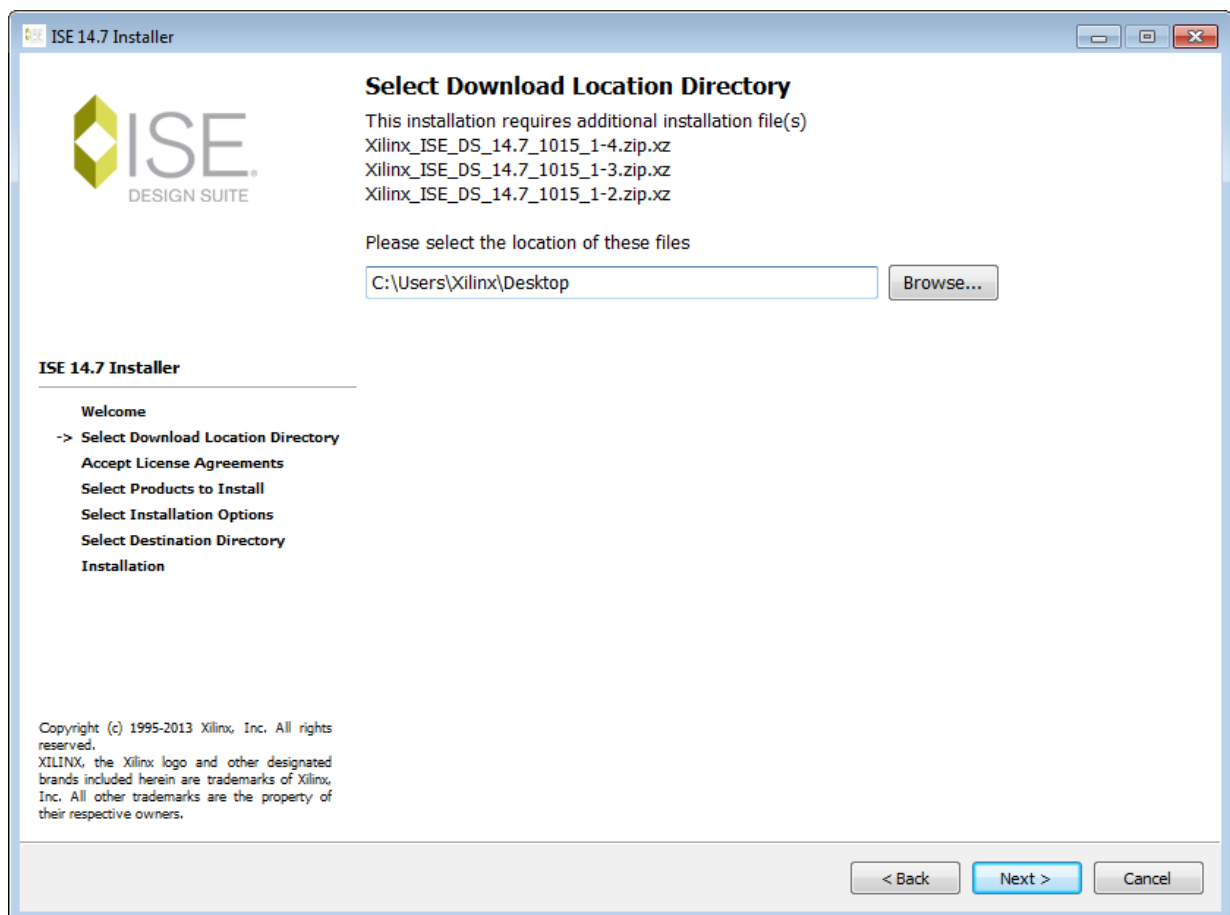 ISE 14.7 Installer
ISE.
DESIGN SUITE
Select Download Location Directory
This installation requires additional installation file(s)
Xilinx_ISE_DS_14.7_1015_1-4.zip.xz
Xilinx_ISE_DS_14.7_1015_1-3.zip.xz
Xilinx_ISE_DS_14.7_1015_1-2.zip.xz
Please select the location of these files
C:\Users\Xilinx\Desktop
Browse...
ISE 14.7 Installer
Welcome
-> Select Download Location Directory
Accept License Agreements
Select Products to Install
Select Installation Options
Select Destination Directory
Installation
Copyright (c) 1995-2013 Xilinx, Inc. All rights
reserved.
XILINX, the Xilinx logo and other designated
brands included herein are trademarks of Xilinx,
Inc. All other trademarks are the property of
their respective owners.
< Back
Next >
Cancel